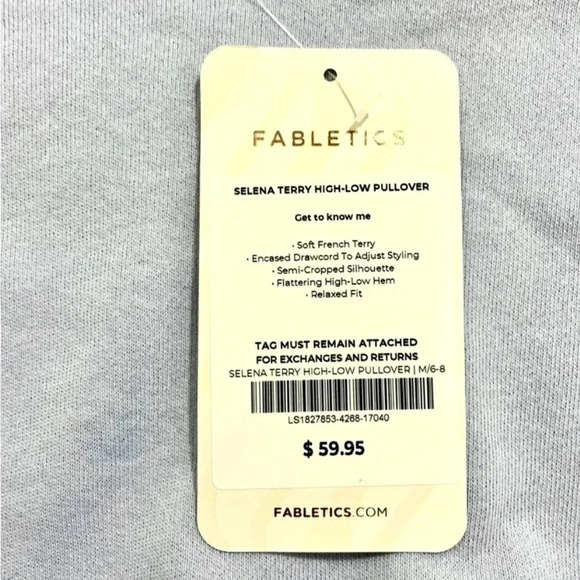 FABLETICS
SELENA TERRY HIGH-LOW PULLOVER
Get to know me
• Soft French Terry
• Encased Drawcord To Adjust Styling
• Semi-Cropped Silhouette
• Flattering High-Low Hem
• Relaxed Fit
TAG MUST REMAIN ATTACHED
FOR EXCHANGES AND RETURNS
SELENA TERRY HIGH-LOW PULLOVER | M/6-8
LS1827853-4268-17040
$ 59.95
FABLETICS.COM